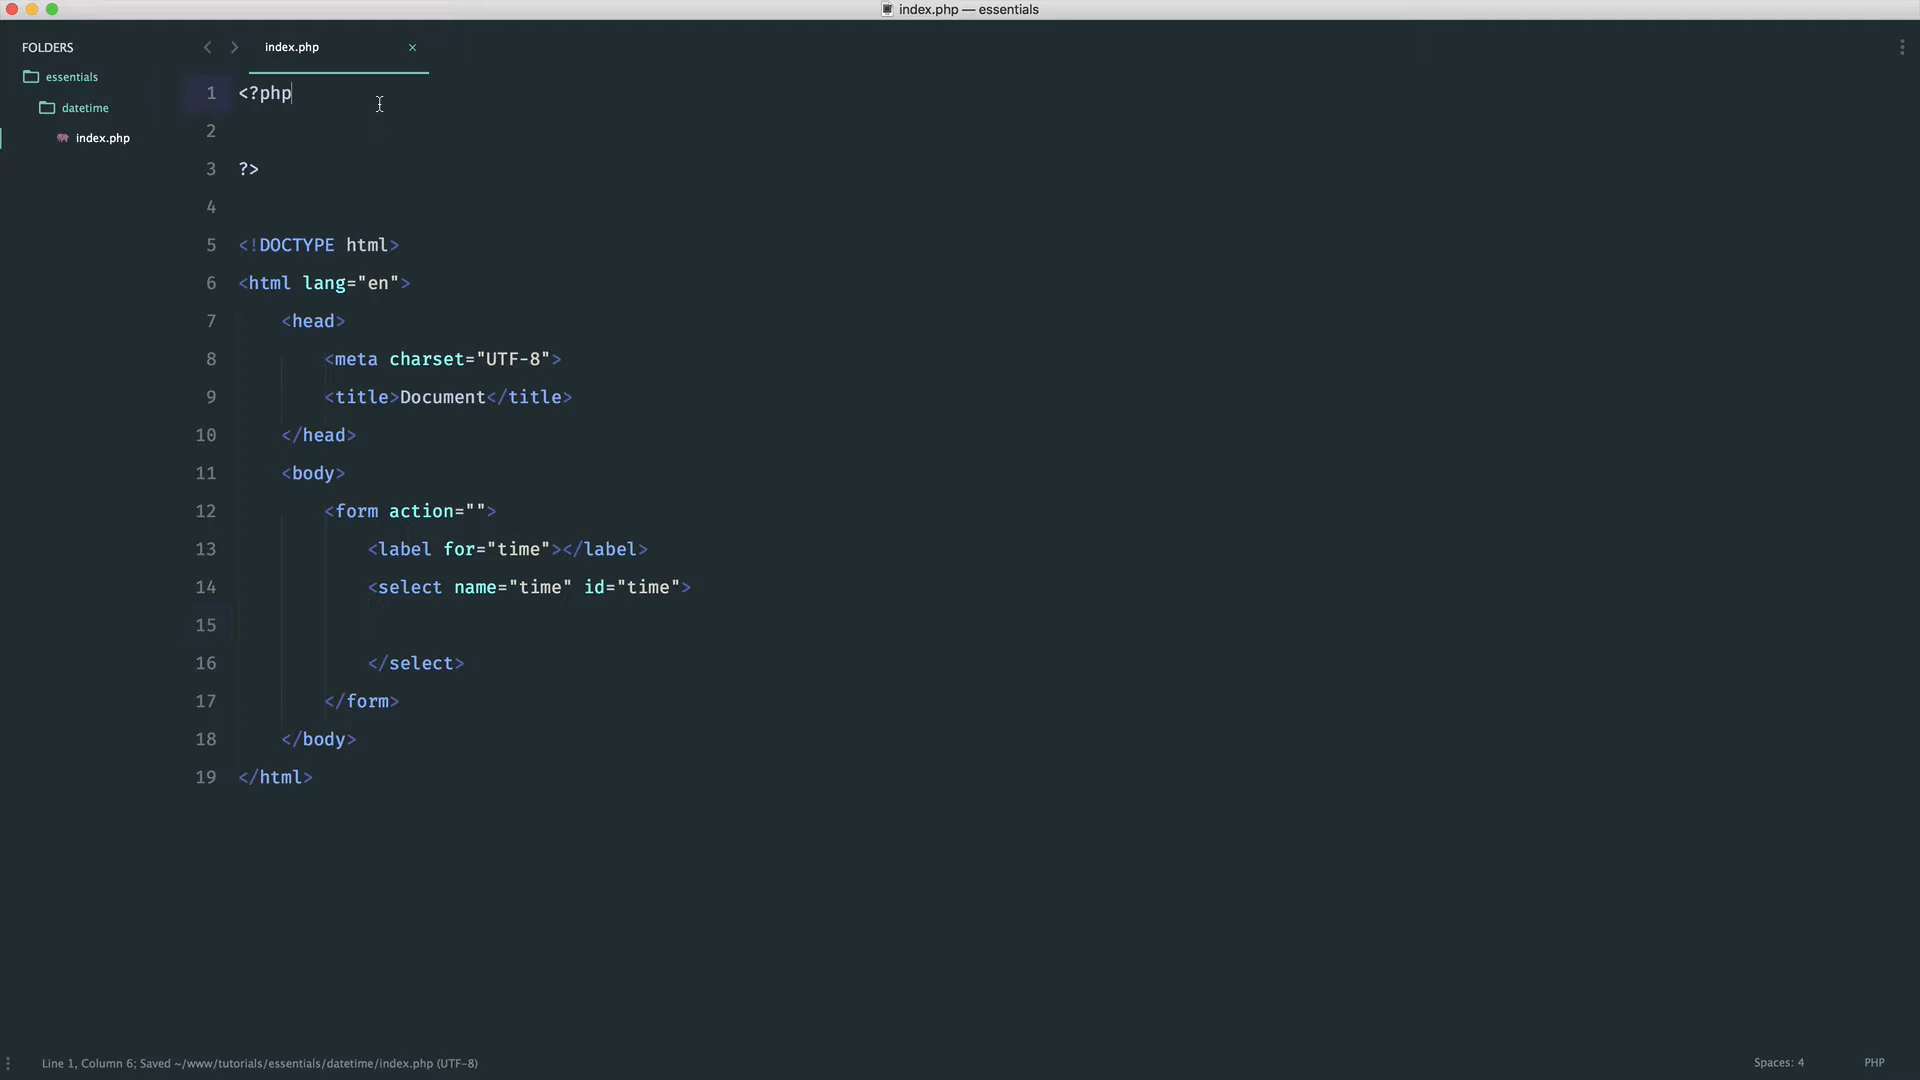 index.php — essentials
FOLDERS
essentials
datetime
index.php
index.php
1 <?php
2
3 ?>
4
5 <!DOCTYPE html>
6 <html lang="en">
7 <head>
8 <meta charset="UTF-8">
9 <title>Document</title>
10 </head>
11 <body>
12 <form action="">
13 <label for="time"></label>
14 <select name="time" id="time">
15
16 </select>
17 </form>
18 </body>
19 </html>
Line 1, Column 6; Saved ~/www/tutorials/essentials/datetime/index.php (UTF-8)
Spaces: 4
PHP